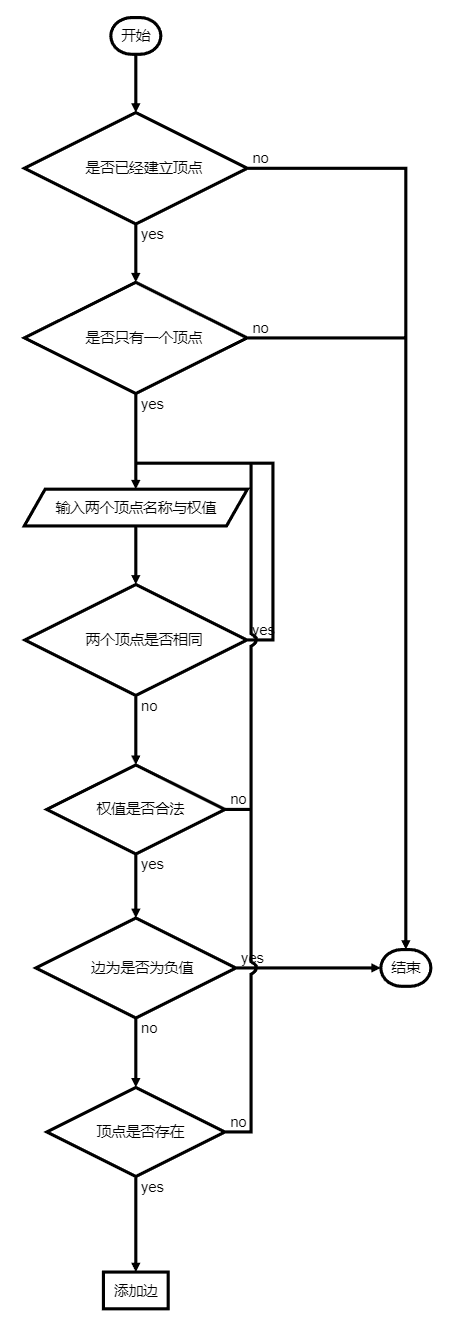 开始
是否已经建立顶点
no
yes
是否只有一个顶点
no
yes
输入两个顶点名称与权值
两个顶点是否相同
yes
no
权值是否合法
no
yes
边为是否为负值
yes
结束
no
顶点是否存在
no
yes
添加边